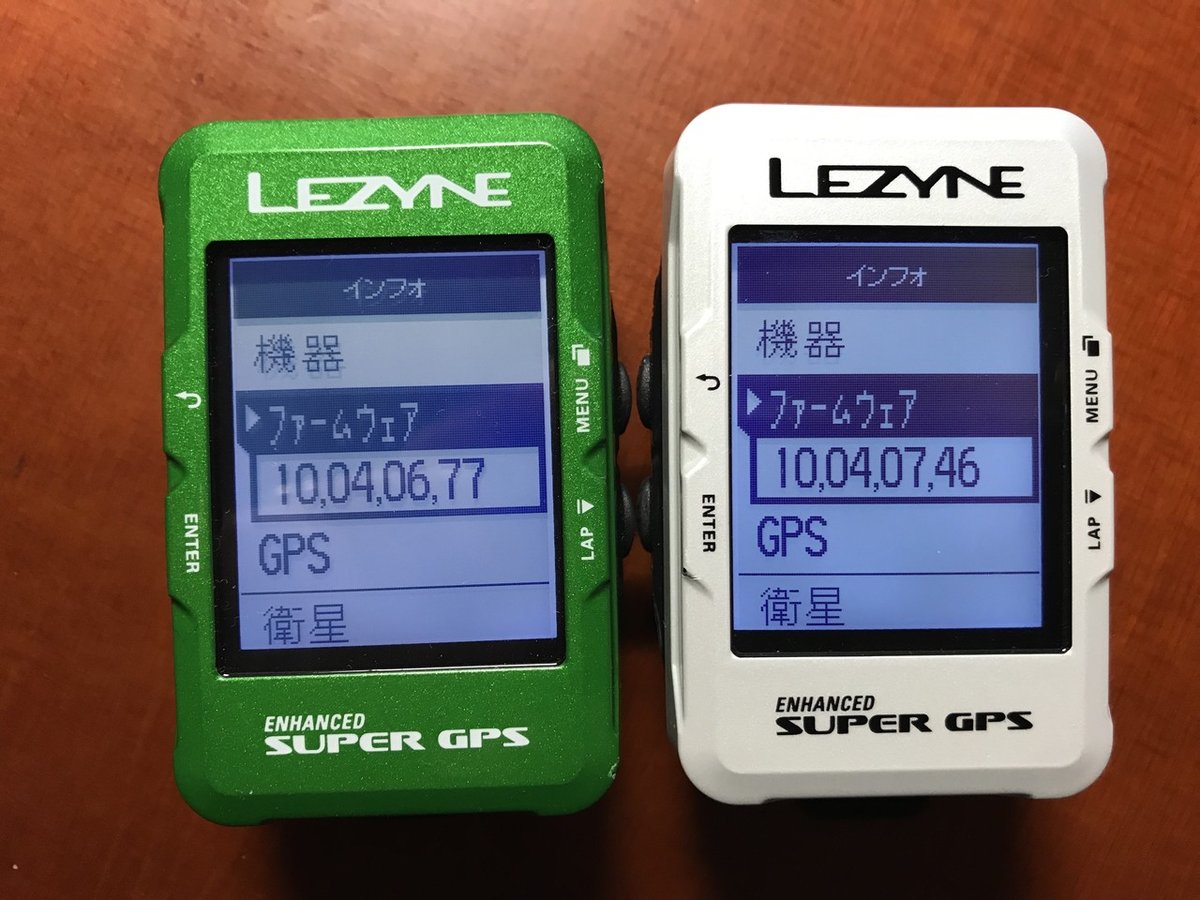 LEZYNE
インフォ
機器
ファームウェア
10,04,06,77
GPS
衛星
MENU
LAP
ENTER
ENHANCED
SUPER GPS
LEZYNE
インフォ
機器
ファームウェア
10,04,07,46
GPS
衛星
MENU
LAP
ENTER
ENHANCED
SUPER GPS